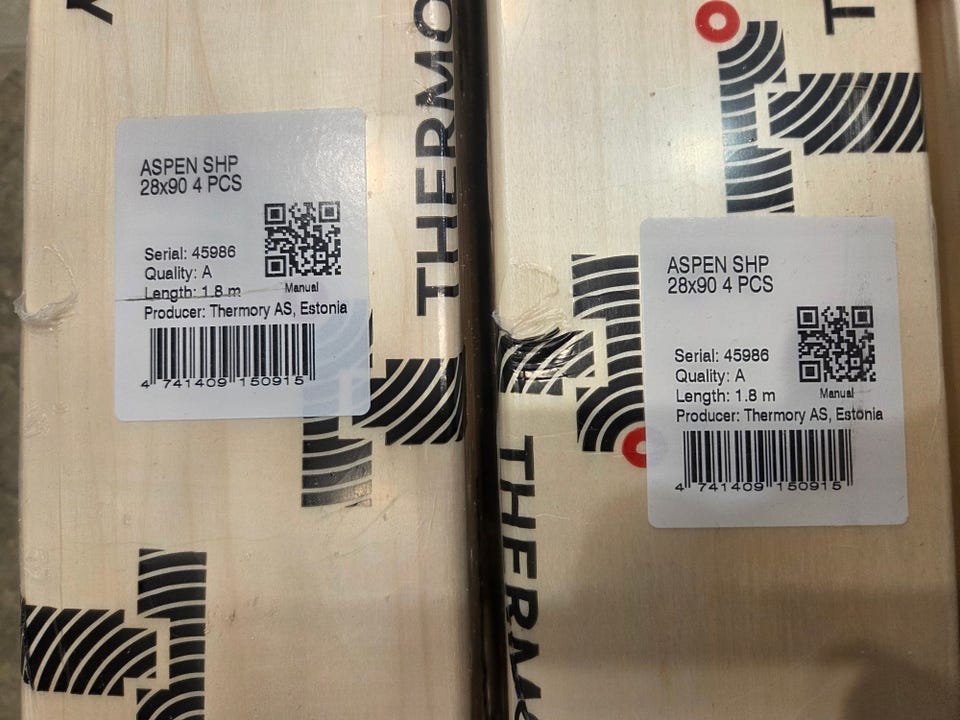 THERMO
ASPEN SHP
28x90 4 PCS
Serial: 45986
Quality: A
Length: 1.8 m
Manual
Producer: Thermory AS, Estonia
4 741409 150915
T
ASPEN SHP
28x90 4 PCS
Serial: 45986
Quality: A
Length: 1.8 m
Manual
Producer: Thermory AS, Estonia
4 741409 150915
THERMO